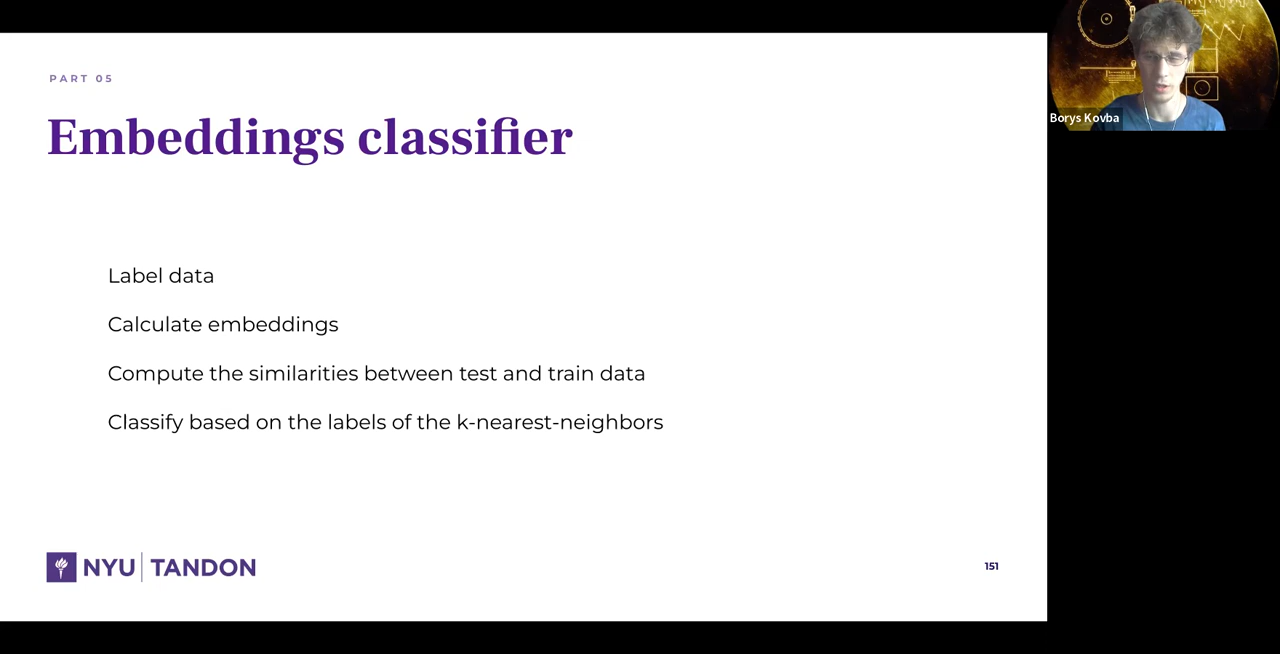 PART 05
Embeddings classifier
Label data
Calculate embeddings
Compute the similarities between test and train data
Classify based on the labels of the k-nearest-neighbors
NYU | TANDON
151
Borys Kovba